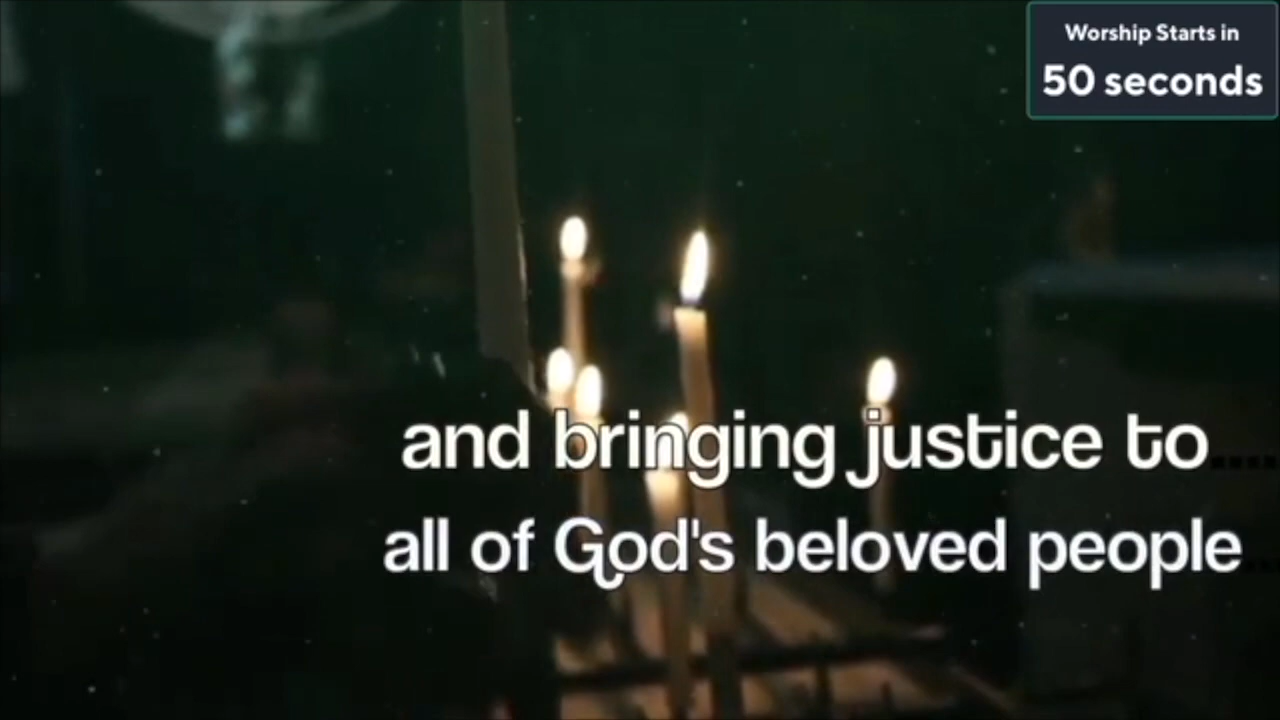 Worship Starts in
50 seconds
and bringing justice to
all of God's beloved people